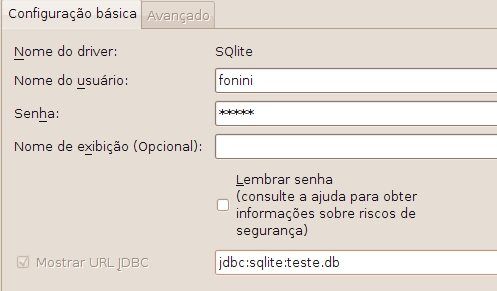 Configuração básica Avançado
Nome do driver: SQlite
Nome do usuário: fonini
Senha: *****
Nome de exibição (Opcional):
Lembrar senha
(consulte a ajuda para obter
informações sobre riscos de
segurança)
Mostrar URL JDBC jdbc:sqlite:teste.db